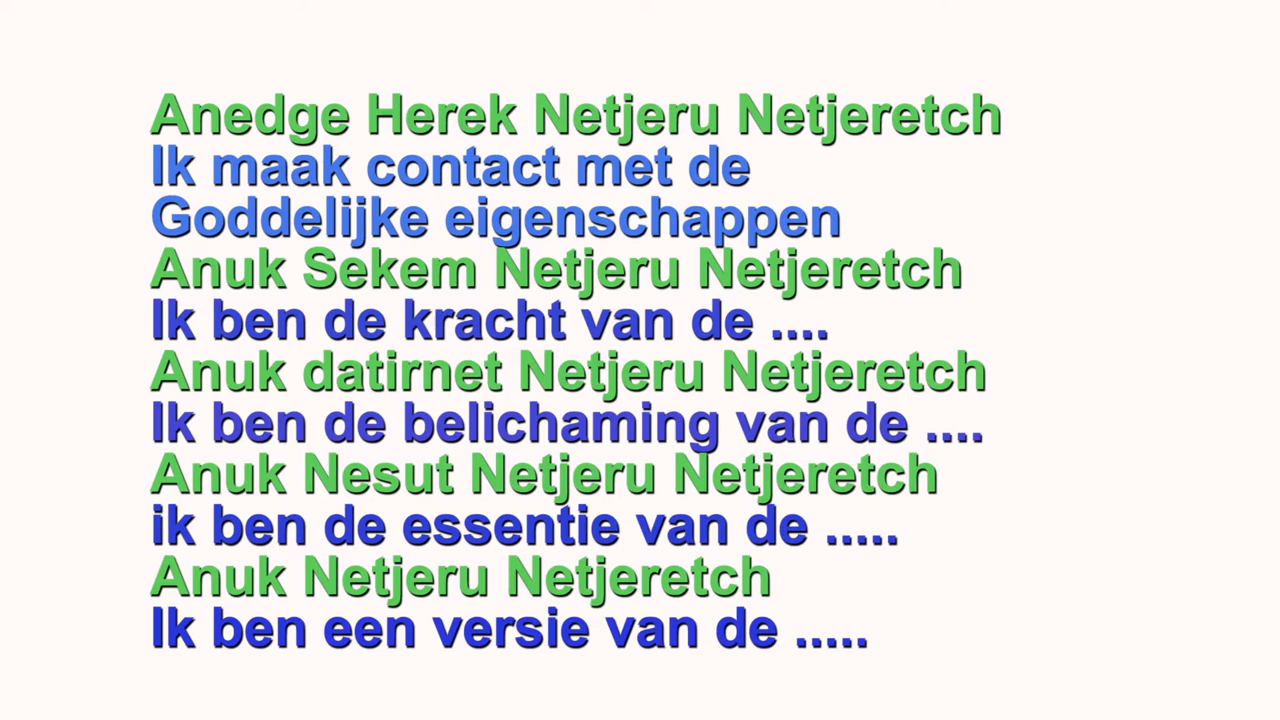 Anedge Herek Netjeru Netjeretch
Ik maak contact met de
Goddelijke eigenschappen
Anuk Sekem Netjeru Netjeretch
Ik ben de kracht van de ....
Anuk datirnet Netjeru Netjeretch
Ik ben de belichaming van de ....
Anuk Nesut Netjeru Netjeretch
ik ben de essentie van de .....
Anuk Netjeru Netjeretch
Ik ben een versie van de .....